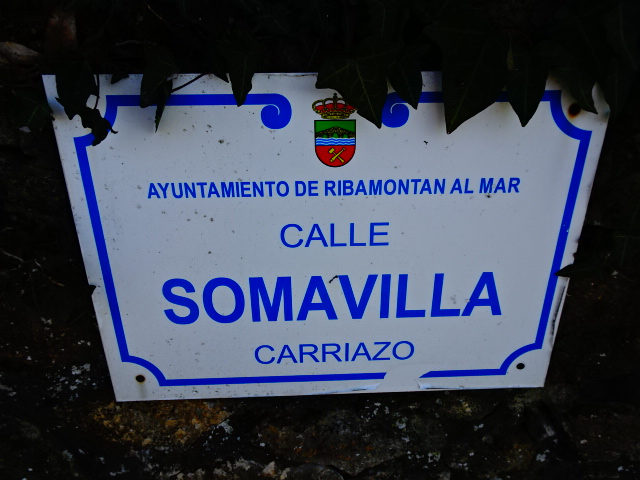 AYUNTAMIENTO DE RIBAMONTAN AL MAR
CALLE
SOMAVILLA
CARRIAZO